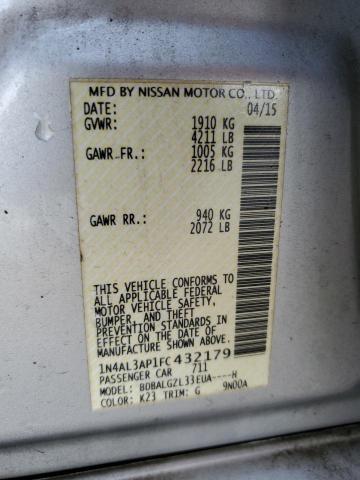 MFD BY NISSAN MOTOR CO., LTD.
DATE: 04/15
GVWR: 1910 KG
4211 LB
GAWR FR.: 1005 KG
2216 LB
GAWR RR.: 940 KG
2072 LB
THIS VEHICLE CONFORMS TO
ALL APPLICABLE FEDERAL
MOTOR VEHICLE SAFETY,
BUMPER, AND THEFT
PREVENTION STANDARDS IN
EFFECT ON THE DATE OF
MANUFACTURE SHOWN ABOVE.
1N4AL3AP1FC432179
PASSENGER CAR 711
MODEL: BDBALGZL33EUA----H
COLOR: K23 TRIM: G 9N00A